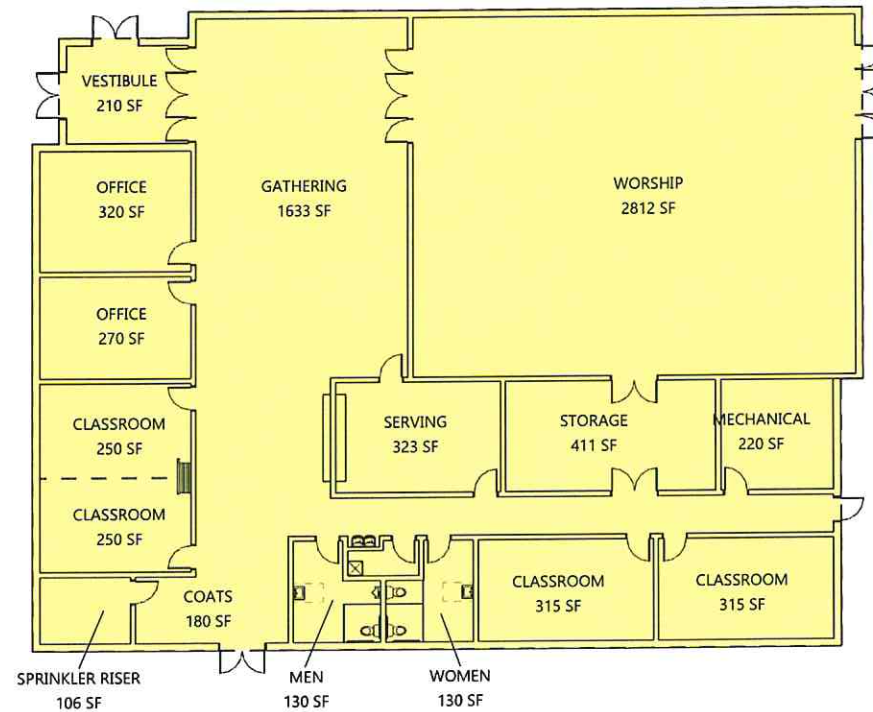 VESTIBULE
210 SF
OFFICE
320 SF
GATHERING
1633 SF
WORSHIP
2812 SF
OFFICE
270 SF
CLASSROOM
250 SF
SERVING
323 SF
STORAGE
411 SF
MECHANICAL
220 SF
CLASSROOM
250 SF
COATS
180 SF
CLASSROOM
315 SF
CLASSROOM
315 SF
SPRINKLER RISER
106 SF
MEN
130 SF
WOMEN
130 SF